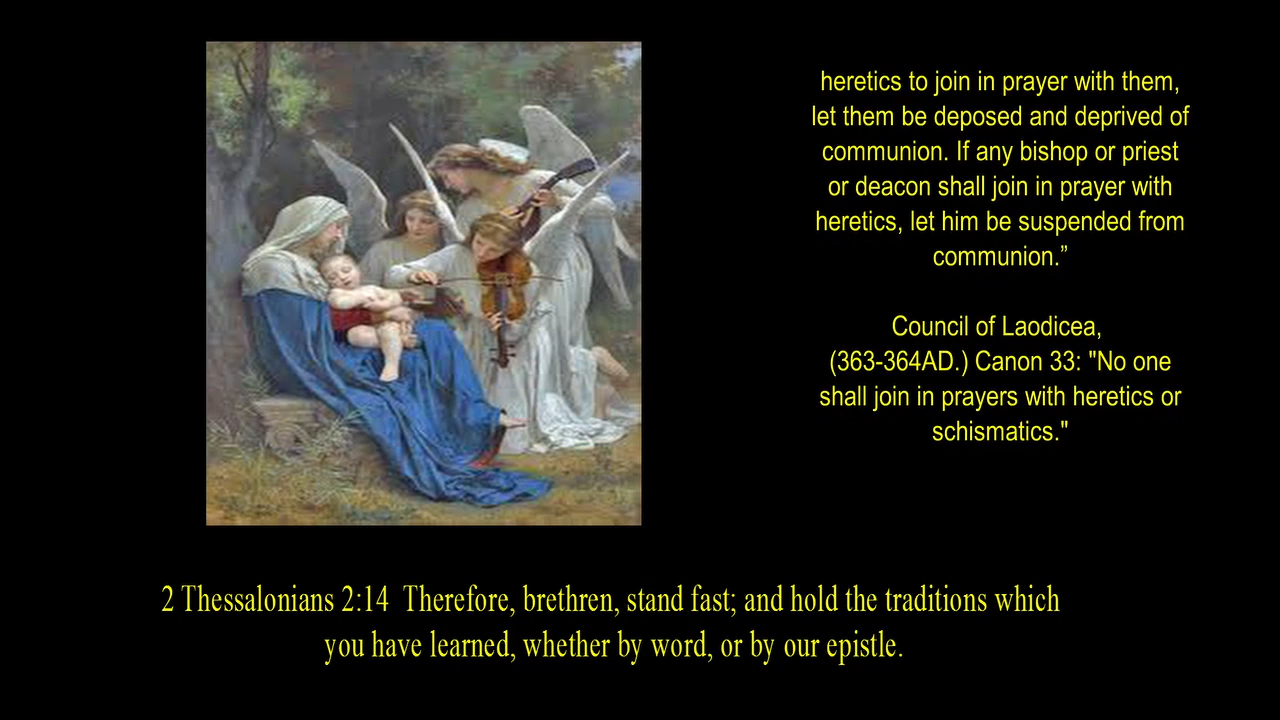 heretics to join in prayer with them,
let them be deposed and deprived of
communion. If any bishop or priest
or deacon shall join in prayer with
heretics, let him be suspended from
communion.”
Council of Laodicea,
(363-364AD.) Canon 33: "No one
shall join in prayers with heretics or
schismatics."
2 Thessalonians 2:14  Therefore, brethren, stand fast; and hold the traditions which
you have learned, whether by word, or by our epistle.